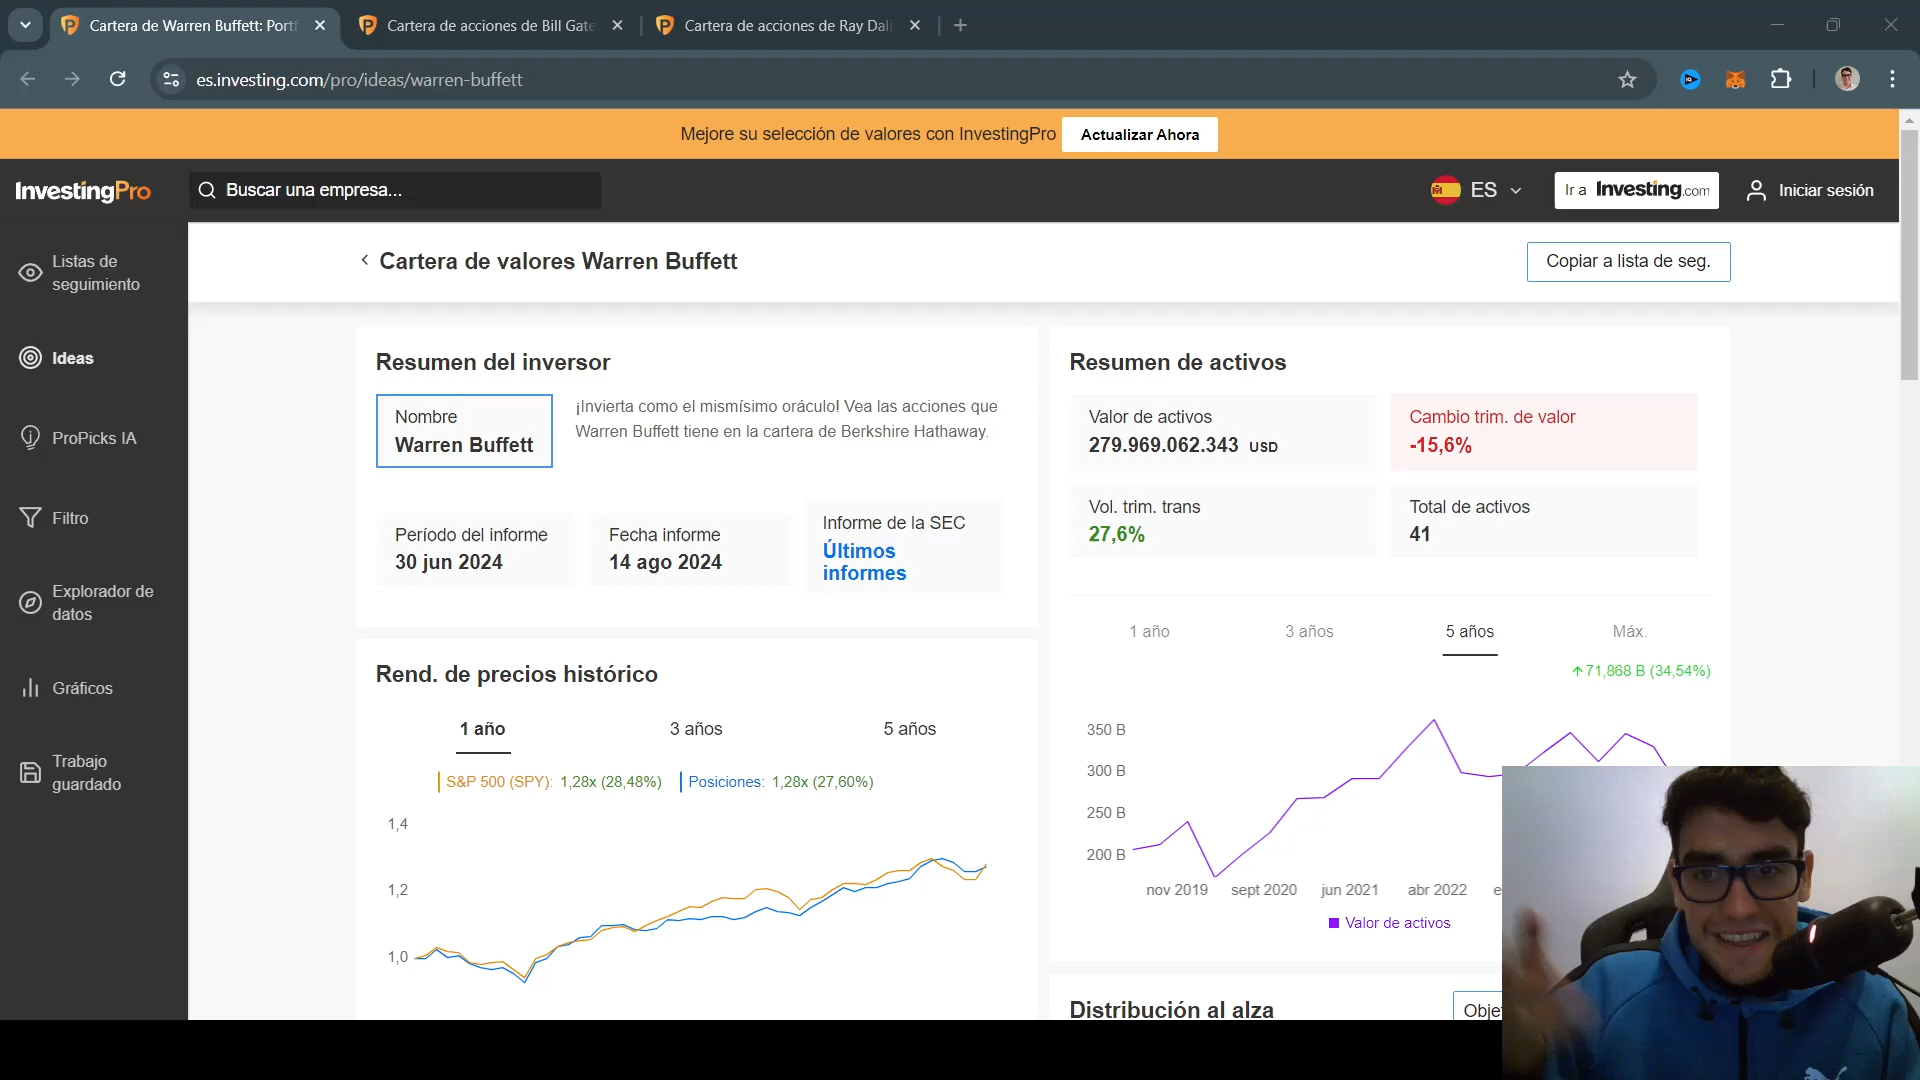 Cartera de Warren Buffett: Portf
Cartera de acciones de Bill Gate
Cartera de acciones de Ray Dali
es.investing.com/pro/ideas/warren-buffett
Mejore su selección de valores con InvestingPro
Actualizar Ahora
InvestingPro
Buscar una empresa...
ES
Ir a Investing.com
Iniciar sesión
Listas de
seguimiento
Ideas
ProPicks IA
Filtro
Explorador de
datos
Gráficos
Trabajo
guardado
Cartera de valores Warren Buffett
Copiar a lista de seg.
Resumen del inversor
Nombre
Warren Buffett
¡Invierta como el mismísimo oráculo! Vea las acciones que
Warren Buffett tiene en la cartera de Berkshire Hathaway.
Período del informe
30 jun 2024
Fecha informe
14 ago 2024
Informe de la SEC
Últimos
informes
Rend. de precios histórico
1 año
3 años
5 años
S&P 500 (SPY): 1,28x (28,48%)
Posiciones: 1,28x (27,60%)
1,4
1,2
1,0
Resumen de activos
Valor de activos
279.969.062.343 USD
Cambio trim. de valor
-15,6%
Vol. trim. trans
27,6%
Total de activos
41
1 año
3 años
5 años
Máx.
71,868 B (34,54%)
350 B
300 B
250 B
200 B
nov 2019
sept 2020
jun 2021
abr 2022
Valor de activos
Distribución al alza
Obje